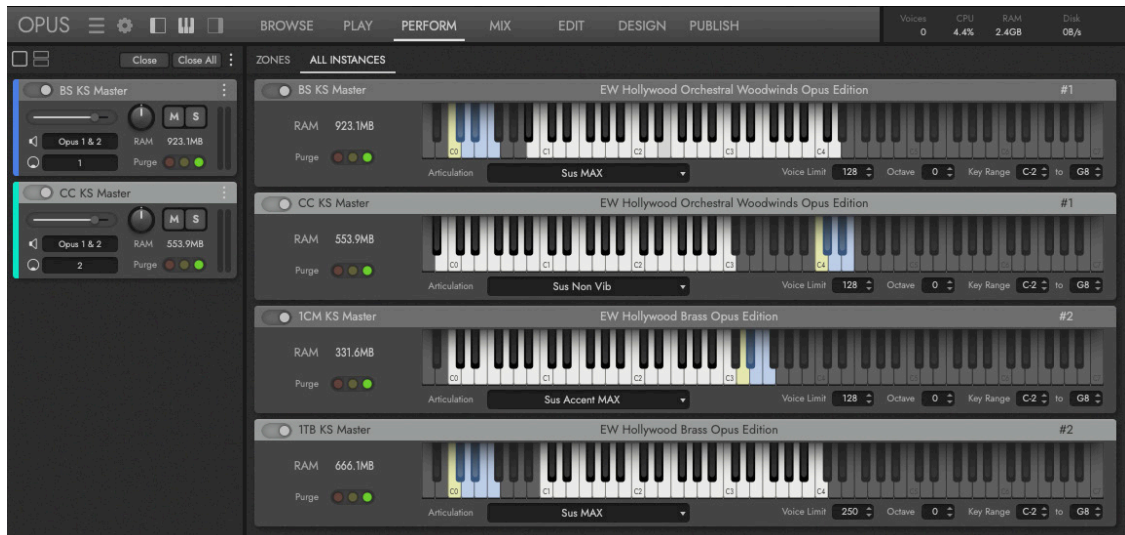 OPUS BROWSE PLAY PERFORM MIX EDIT DESIGN PUBLISH Voices CPU RAM Disk
0 4.4% 2.4GB 0B/s
Close Close All ZONES ALL INSTANCES
BS KS Master
M S
Opus 1 & 2 RAM 923.1MB
1 Purge
CC KS Master
M S
Opus 1 & 2 RAM 553.9MB
2 Purge
BS KS Master EW Hollywood Orchestral Woodwinds Opus Edition #1
RAM 923.1MB
Purge
C0 C1 C2 C3 C4
Articulation Sus MAX Voice Limit 128 Octave 0 Key Range C-2 to G8
CC KS Master EW Hollywood Orchestral Woodwinds Opus Edition #1
RAM 553.9MB
Purge
C0 C1 C2 C3 C4
Articulation Sus Non Vib Voice Limit 128 Octave 0 Key Range C-2 to G8
1CM KS Master EW Hollywood Brass Opus Edition #2
RAM 331.6MB
Purge
C0 C1 C2 C3
Articulation Sus Accent MAX Voice Limit 128 Octave 0 Key Range C-2 to G8
1TB KS Master EW Hollywood Brass Opus Edition #2
RAM 666.1MB
Purge
C0 C1 C2 C3 C4
Articulation Sus MAX Voice Limit 250 Octave 0 Key Range C-2 to G8